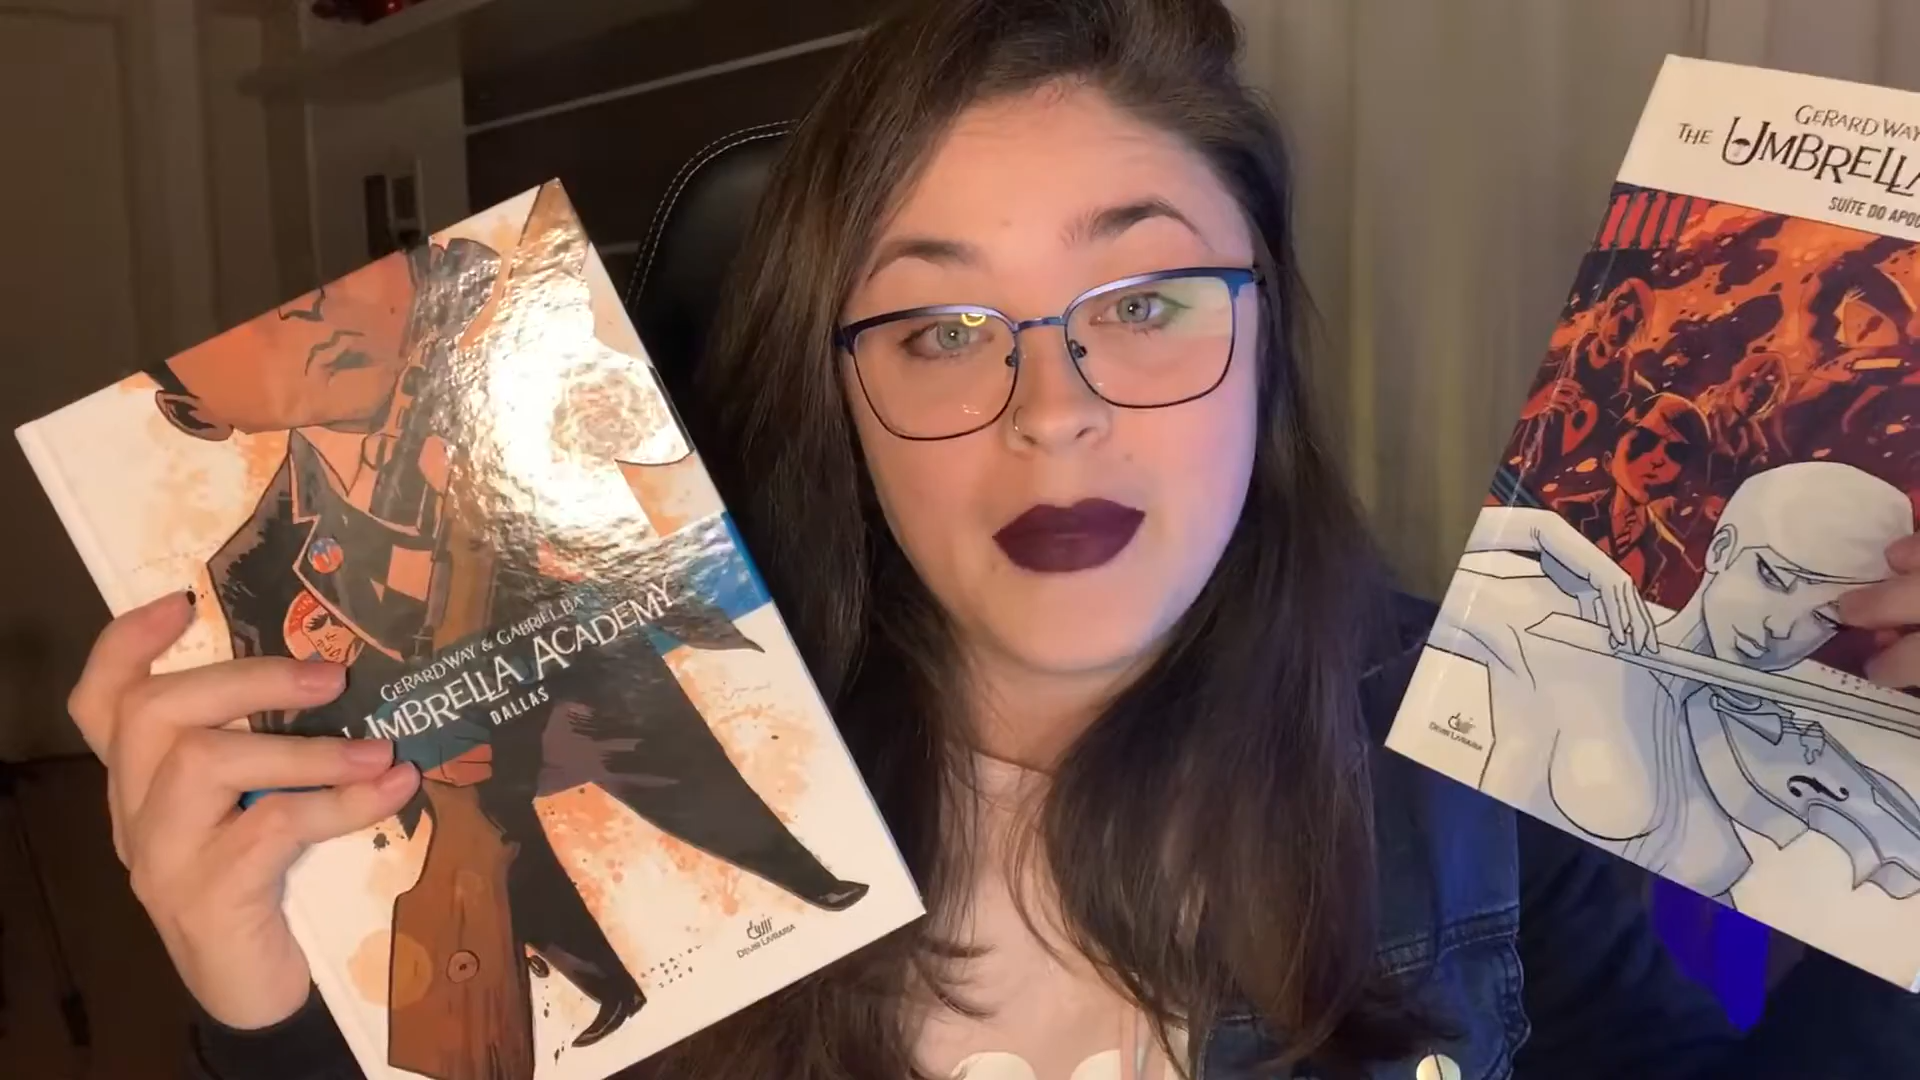 GERARD WAY & GABRIEL BÁ
UMBRELLA ACADEMY
DALLAS
DEVIR LIVRARIA
GERARD WAY
THE UMBRELLA
SUÍTE DO APOC
DEVIR LIVRARIA